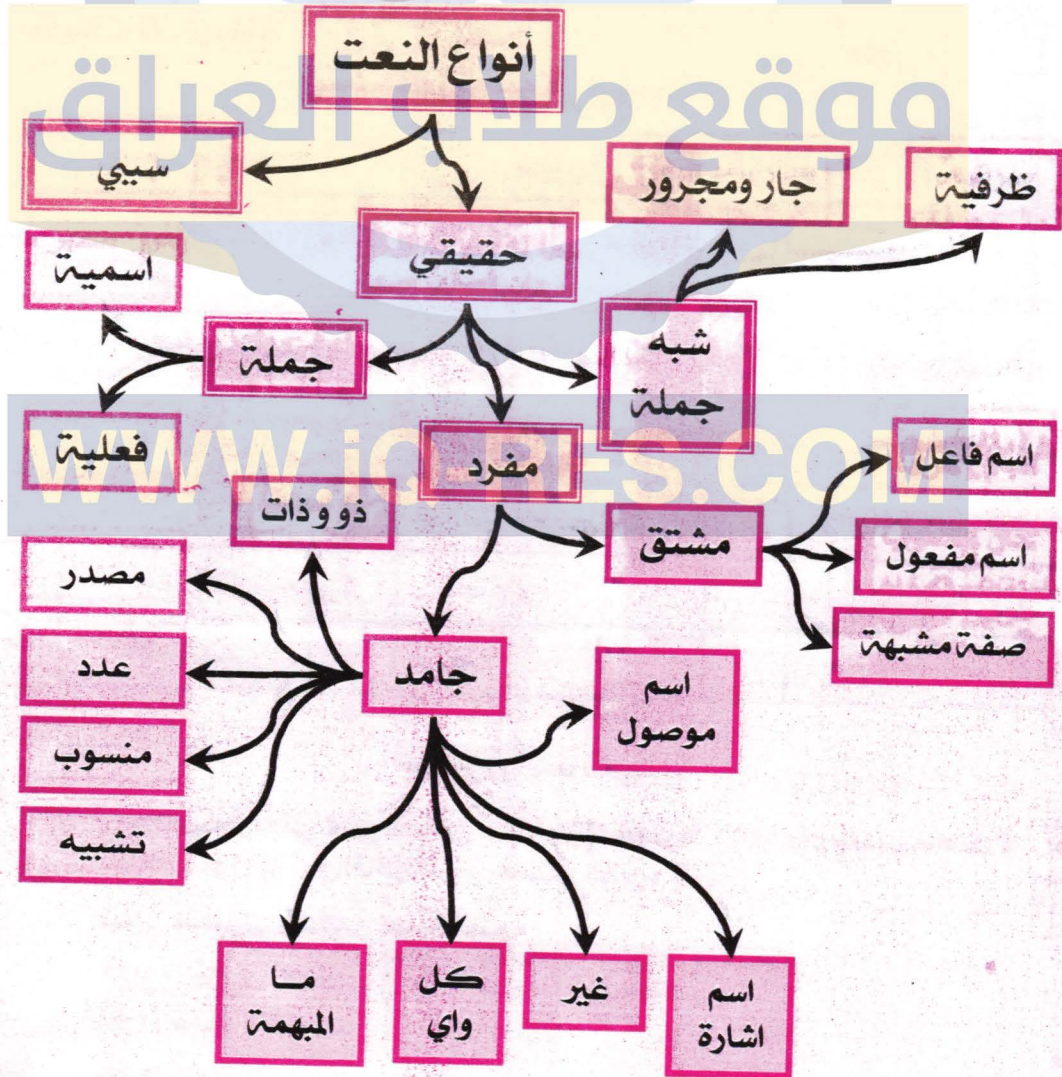 أنواع النعت
موقع طلاب العراق
سببي
جار ومجرور
ظرفية
حقيقي
اسمية
شبه
جملة
جملة
فعلية
مفرد
WWW.iQ-RES.COM
اسم فاعل
ذو وذات
مشتق
اسم مفعول
مصدر
صفة مشبهة
جامد
عدد
اسم
موصول
منسوب
تشبيه
ما
المبهمة
كل
واي
غير
اسم
اشارة